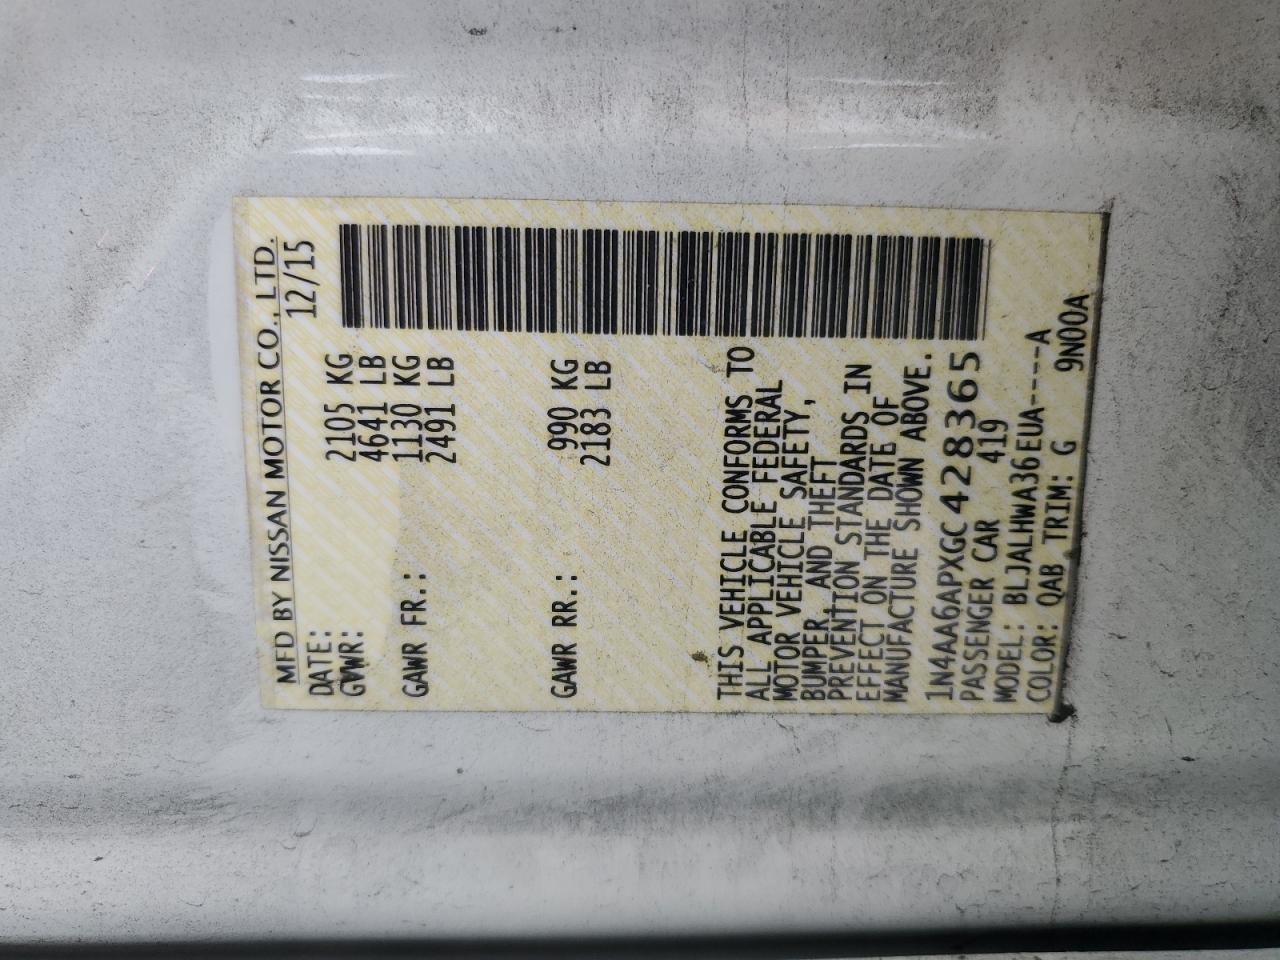 MFD BY NISSAN MOTOR CO., LTD.
DATE: 12/15
GVWR: 2105 KG
4641 LB
GAWR FR.: 1130 KG
2491 LB
GAWR RR.: 990 KG
2183 LB
THIS VEHICLE CONFORMS TO
ALL APPLICABLE FEDERAL
MOTOR VEHICLE SAFETY,
BUMPER, AND THEFT
PREVENTION STANDARDS IN
EFFECT ON THE DATE OF
MANUFACTURE SHOWN ABOVE.
1N4AA6APXGC428365
PASSENGER CAR 419
MODEL: BLJALHWA36EUA----A
COLOR: QAB TRIM: G 9N00A